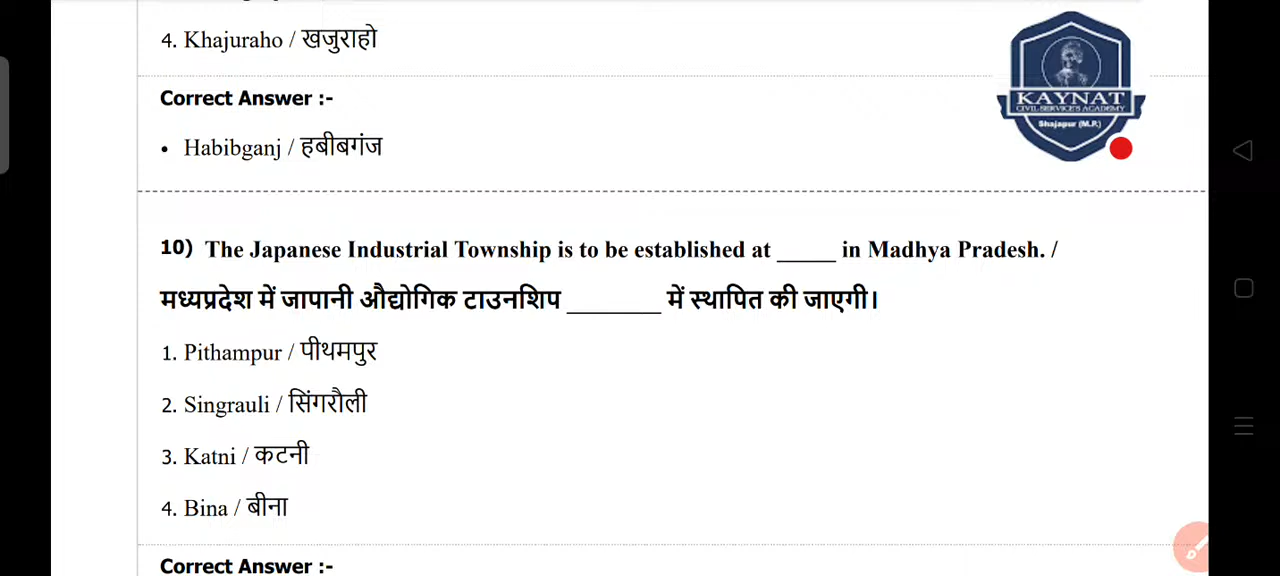 4. Khajuraho / खजुराहो
KAYNAT
CIVIL SERVICE'S ACADEMY
Shajapur (M.P.)
Correct Answer :-
• Habibganj / हबीबगंज
10) The Japanese Industrial Township is to be established at _____ in Madhya Pradesh. /
मध्यप्रदेश में जापानी औद्योगिक टाउनशिप ________ में स्थापित की जाएगी।
1. Pithampur / पीथमपुर
2. Singrauli / सिंगरौली
3. Katni / कटनी
4. Bina / बीना
Correct Answer :-